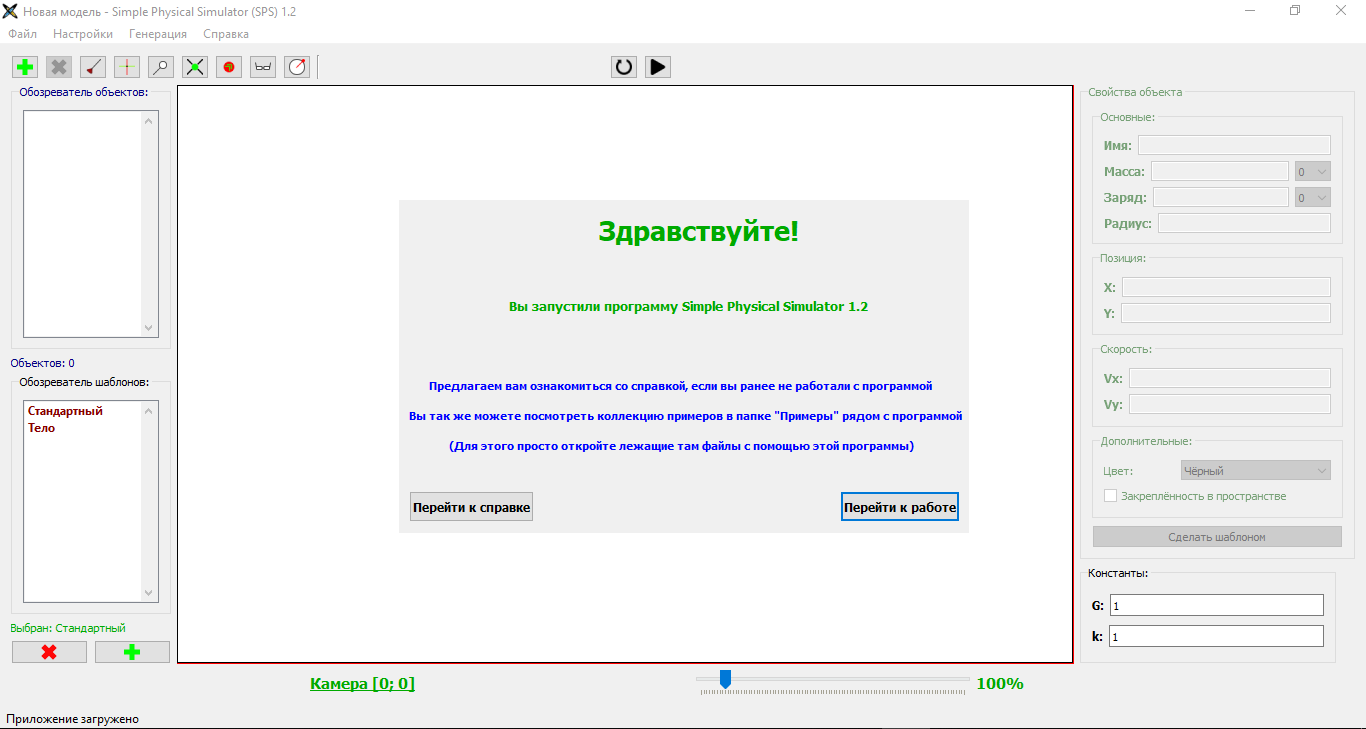 Новая модель - Simple Physical Simulator (SPS) 1.2
Файл Настройки Генерация Справка
Обозреватель объектов:
Объектов: 0
Обозреватель шаблонов:
Стандартный
Тело
Выбран: Стандартный
Здравствуйте!
Вы запустили программу Simple Physical Simulator 1.2
Предлагаем вам ознакомиться со справкой, если вы ранее не работали с программой
Вы так же можете посмотреть коллекцию примеров в папке "Примеры" рядом с программой
(Для этого просто откройте лежащие там файлы с помощью этой программы)
Перейти к справке Перейти к работе
Камера [0; 0] 100%
Свойства объекта
Основные:
Имя:
Масса: 0
Заряд: 0
Радиус:
Позиция:
X:
Y:
Скорость:
Vx:
Vy:
Дополнительные:
Цвет: Чёрный
Закреплённость в пространстве
Сделать шаблоном
Константы:
G: 1
k: 1
Приложение загружено